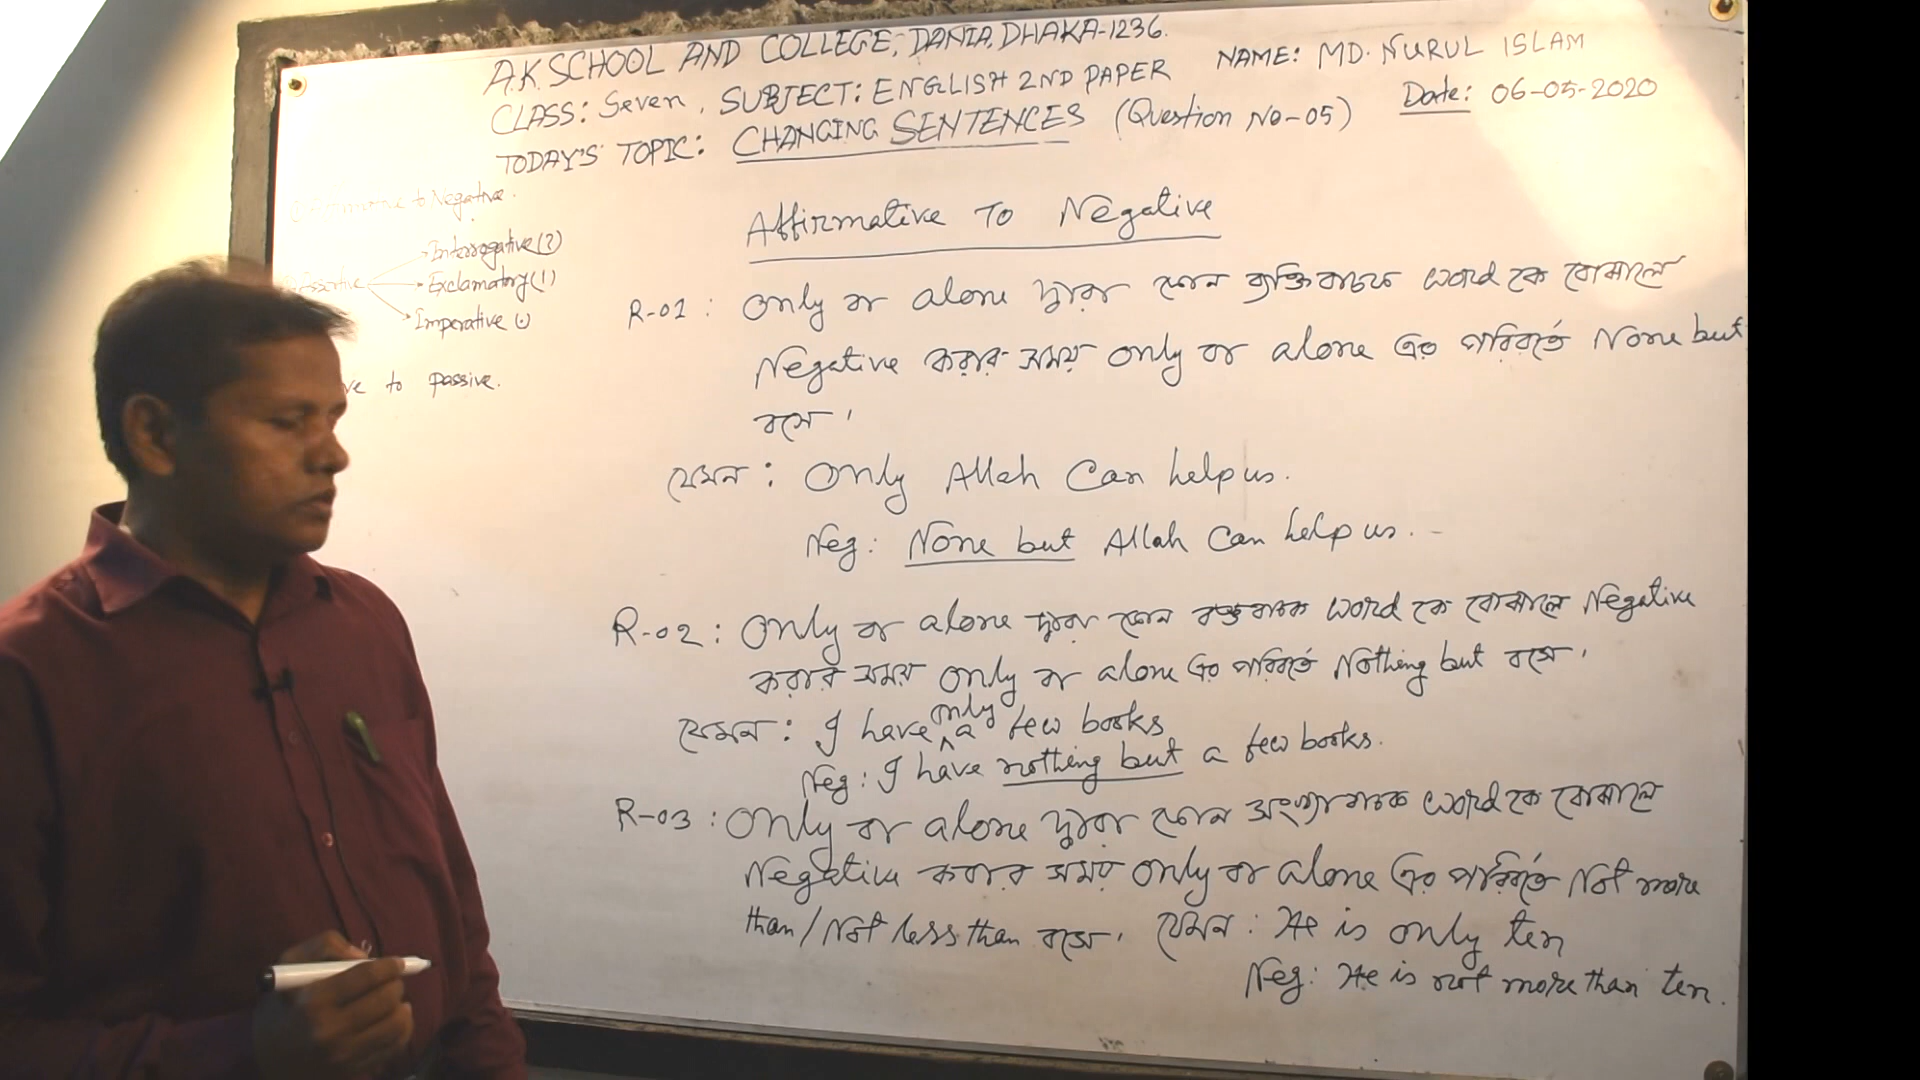 A.K SCHOOL AND COLLEGE, DANIA, DHAKA-1236.
CLASS: Seven, SUBJECT: ENGLISH 2ND PAPER NAME: MD. NURUL ISLAM
TODAY'S TOPIC: CHANGING SENTENCES (Question No-05) Date: 06-05-2020
to Negative.
Interrogative (?)
Exclamatory (!)
Imperative (.)
ve to passive.
Affirmative To Negative
R-01: Only বা alone দ্বারা কোন ব্যক্তিবাচক word কে বোঝালে
Negative করার সময় only বা alone এর পরিবর্তে None but
বসে।
যেমন: Only Allah Can help us.
Neg: None but Allah Can help us.
R-02: Only বা alone দ্বারা কোন বস্তুবাচক word কে বোঝালে Negative
করার সময় only বা alone এর পরিবর্তে Nothing but বসে।
যেমন: I have only a few books
Neg: I have nothing but a few books.
R-03: Only বা alone দ্বারা কোন সংখ্যাবাচক word কে বোঝালে
Negative করার সময় only বা alone এর পরিবর্তে Not more
than/ Not less than বসে। যেমন: He is only ten
Neg: He is not more than ten.